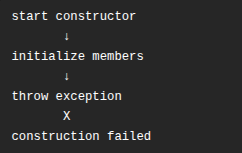 start constructor
↓
initialize members
↓
throw exception
X
construction failed